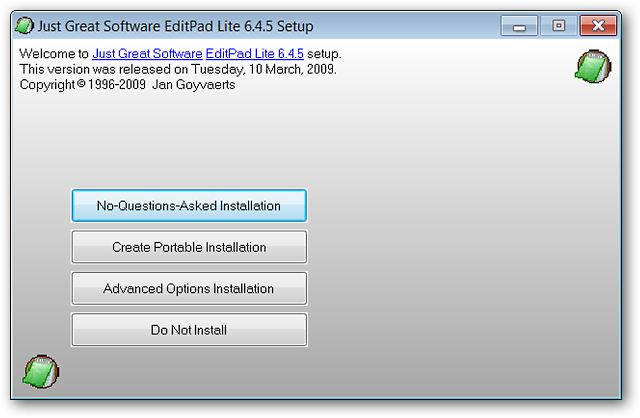 Just Great Software EditPad Lite 6.4.5 Setup
Welcome to Just Great Software EditPad Lite 6.4.5 setup.
This version was released on Tuesday, 10 March, 2009.
Copyright © 1996-2009 Jan Goyvaerts
No-Questions-Asked Installation
Create Portable Installation
Advanced Options Installation
Do Not Install